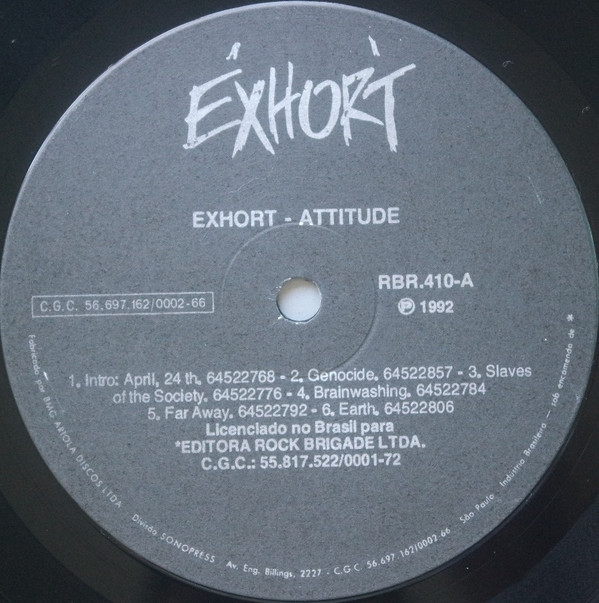 EXHORT
EXHORT - ATTITUDE
RBR.410-A
C.G.C. 56.697.162/0002-66
℗ 1992
1. Intro: April, 24 th. 64522768 - 2. Genocide. 64522857 - 3. Slaves
of the Society. 64522776 - 4. Brainwashing. 64522784
5. Far Away. 64522792 - 6. Earth. 64522806
Licenciado no Brasil para
*EDITORA ROCK BRIGADE LTDA.
C.G.C.: 55.817.522/0001-72
Fabricado por BMG ARIOLA DISCOS LTDA. Divisão SONOPRESS - Av. Eng. Billings, 2227 - C.G.C 56.697 162/0002-66 - São Paulo - Indústria Brasileira - sob encomenda de *